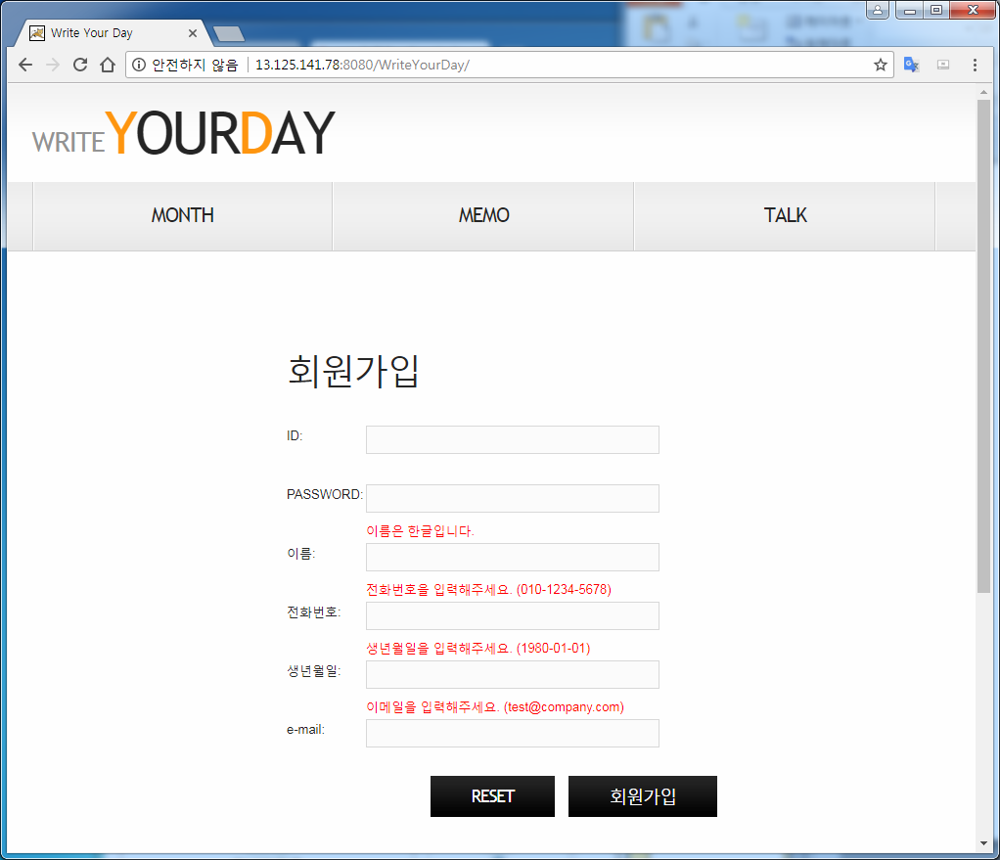 Write Your Day
안전하지 않음 13.125.141.78:8080/WriteYourDay/
WRITEYOURDAY
MONTH MEMO TALK
회원가입
ID:
PASSWORD:
이름은 한글입니다.
이름:
전화번호을 입력해주세요. (010-1234-5678)
전화번호:
생년월일을 입력해주세요. (1980-01-01)
생년월일:
이메일을 입력해주세요. (test@company.com)
e-mail:
RESET 회원가입